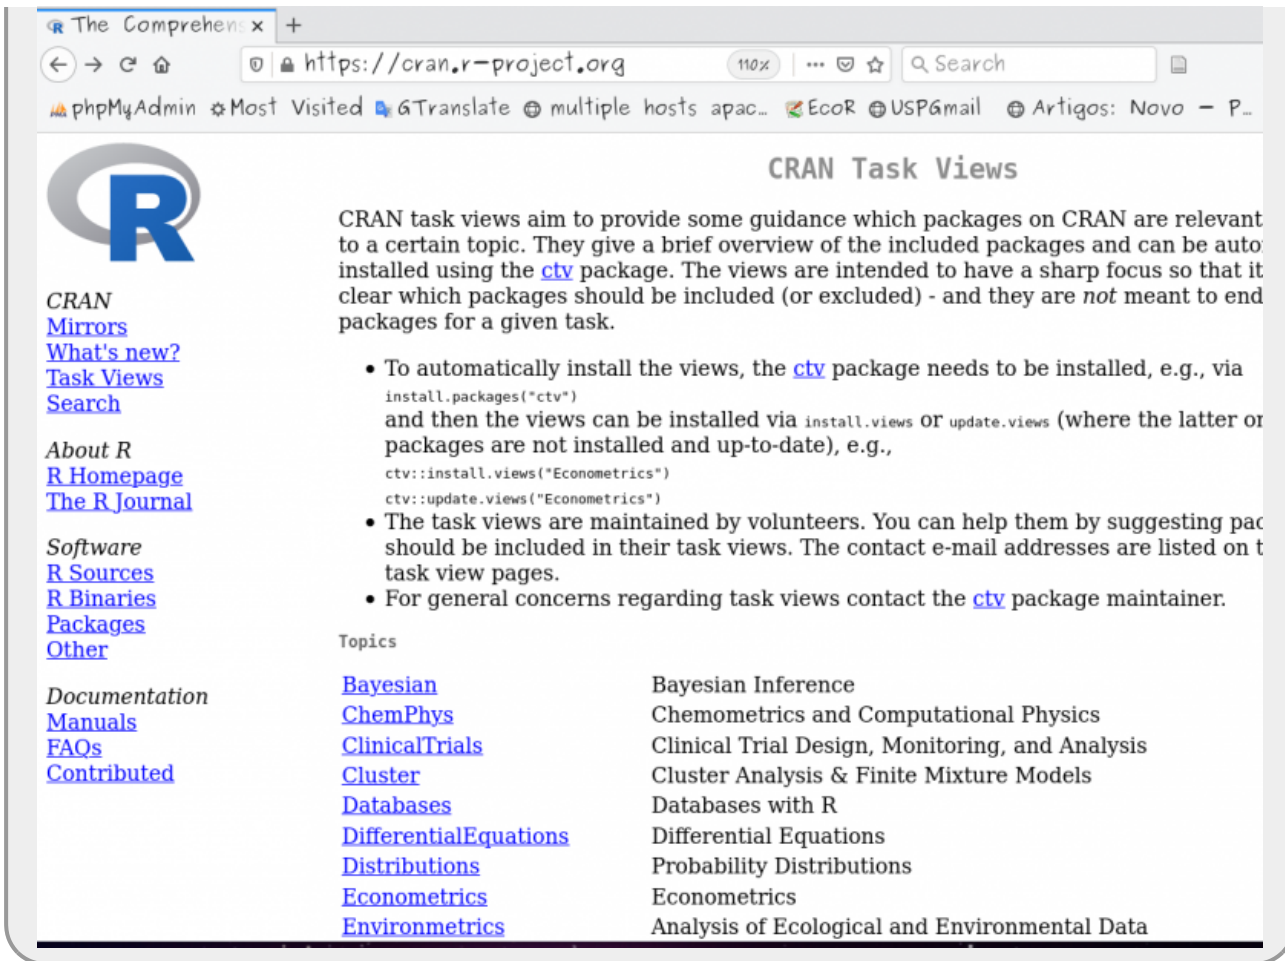 The Comprehens × +
https://cran.r-project.org 110% ... Search
phpMyAdmin Most Visited GTranslate multiple hosts apac… EcoR USPGmail Artigos: Novo — P…
R
CRAN
Mirrors
What's new?
Task Views
Search
About R
R Homepage
The R Journal
Software
R Sources
R Binaries
Packages
Other
Documentation
Manuals
FAQs
Contributed
CRAN Task Views
CRAN task views aim to provide some guidance which packages on CRAN are relevant
to a certain topic. They give a brief overview of the included packages and can be auto
installed using the ctv package. The views are intended to have a sharp focus so that it
clear which packages should be included (or excluded) - and they are not meant to end
packages for a given task.
• To automatically install the views, the ctv package needs to be installed, e.g., via
install.packages("ctv")
and then the views can be installed via install.views or update.views (where the latter or
packages are not installed and up-to-date), e.g.,
ctv::install.views("Econometrics")
ctv::update.views("Econometrics")
• The task views are maintained by volunteers. You can help them by suggesting pac
should be included in their task views. The contact e-mail addresses are listed on t
task view pages.
• For general concerns regarding task views contact the ctv package maintainer.
Topics
Bayesian Bayesian Inference
ChemPhys Chemometrics and Computational Physics
ClinicalTrials Clinical Trial Design, Monitoring, and Analysis
Cluster Cluster Analysis & Finite Mixture Models
Databases Databases with R
DifferentialEquations Differential Equations
Distributions Probability Distributions
Econometrics Econometrics
Environmetrics Analysis of Ecological and Environmental Data